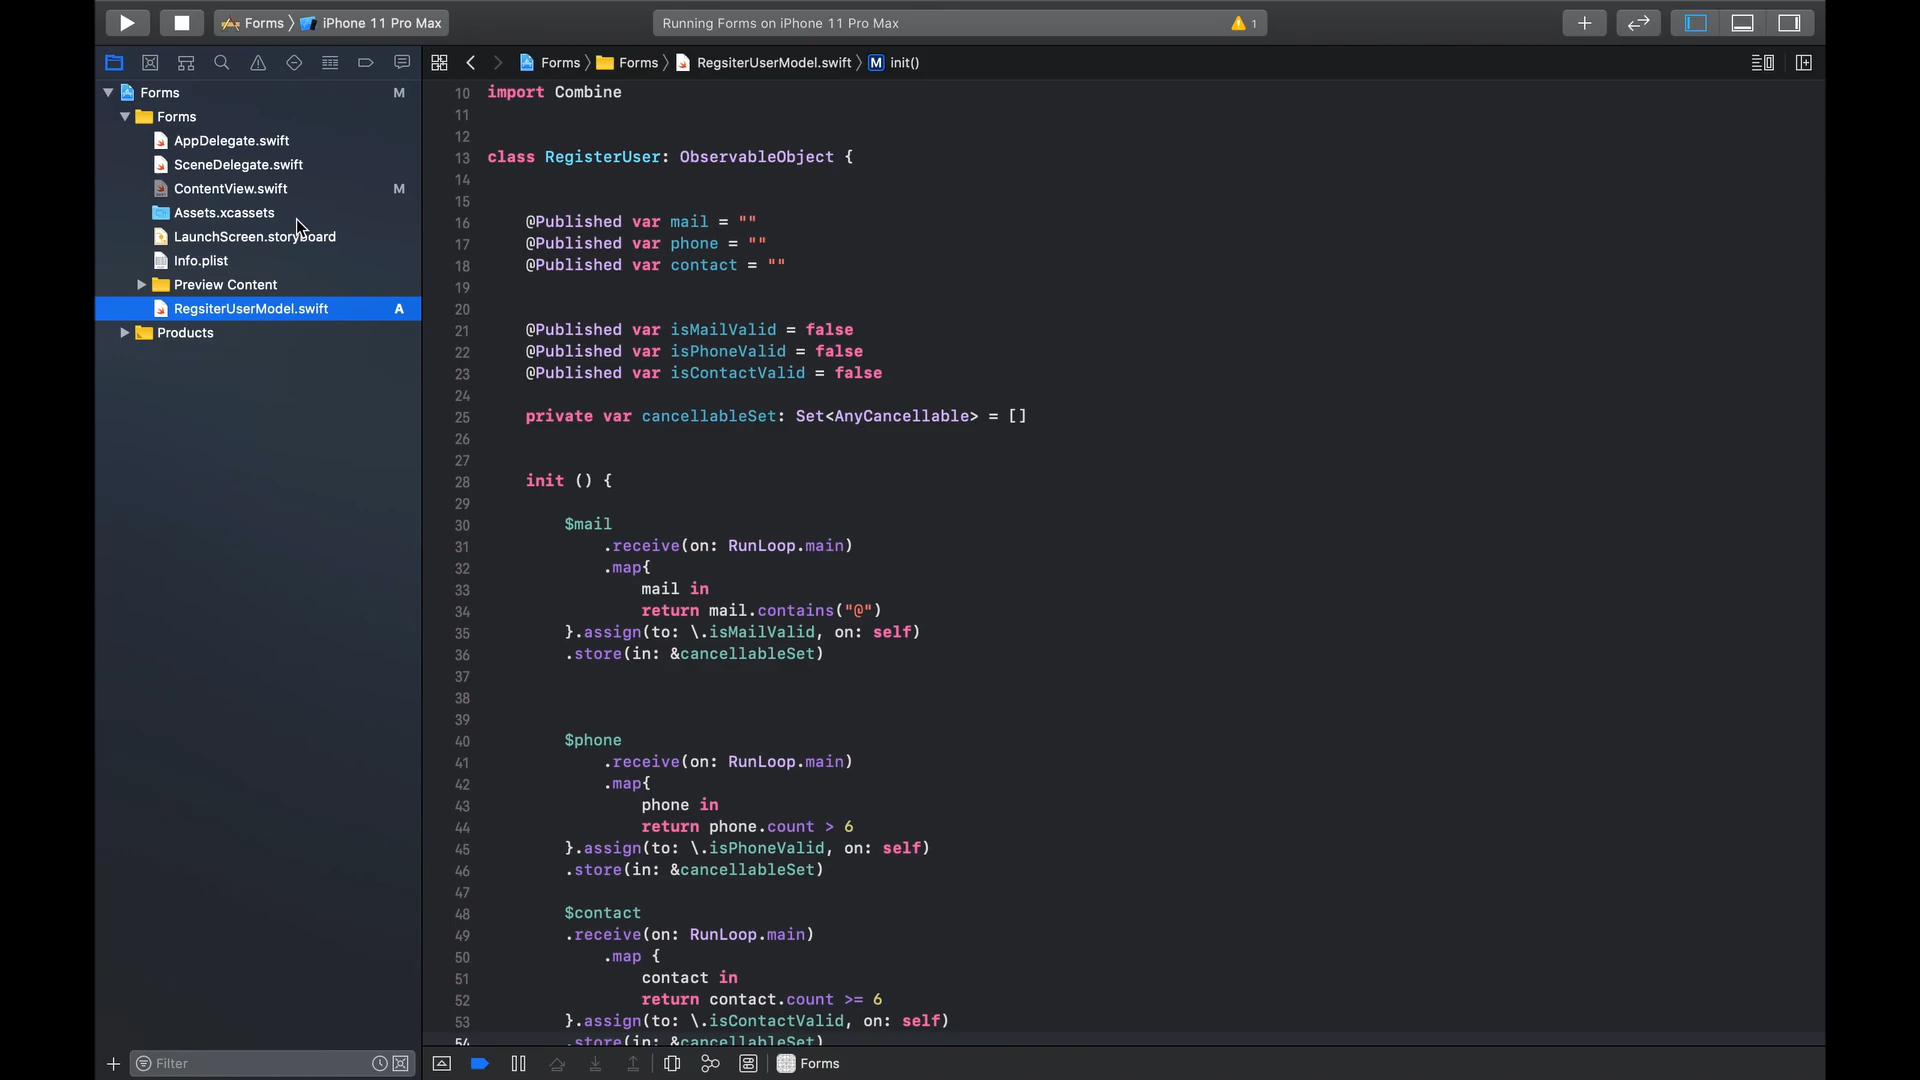 Forms 〉 iPhone 11 Pro Max
Running Forms on iPhone 11 Pro Max
1
Forms 〉 Forms 〉 RegsiterUserModel.swift 〉 M init()
Forms M
Forms
AppDelegate.swift
SceneDelegate.swift
ContentView.swift M
Assets.xcassets
LaunchScreen.storyboard
Info.plist
Preview Content
RegsiterUserModel.swift A
Products
Filter
10 import Combine
11
12
13 class RegisterUser: ObservableObject {
14
15
16 @Published var mail = ""
17 @Published var phone = ""
18 @Published var contact = ""
19
20
21 @Published var isMailValid = false
22 @Published var isPhoneValid = false
23 @Published var isContactValid = false
24
25 private var cancellableSet: Set<AnyCancellable> = []
26
27
28 init () {
29
30 $mail
31 .receive(on: RunLoop.main)
32 .map{
33 mail in
34 return mail.contains("@")
35 }.assign(to: \.isMailValid, on: self)
36 .store(in: &cancellableSet)
37
38
39
40 $phone
41 .receive(on: RunLoop.main)
42 .map{
43 phone in
44 return phone.count > 6
45 }.assign(to: \.isPhoneValid, on: self)
46 .store(in: &cancellableSet)
47
48 $contact
49 .receive(on: RunLoop.main)
50 .map {
51 contact in
52 return contact.count >= 6
53 }.assign(to: \.isContactValid, on: self)
54 .store(in: &cancellableSet)
Forms